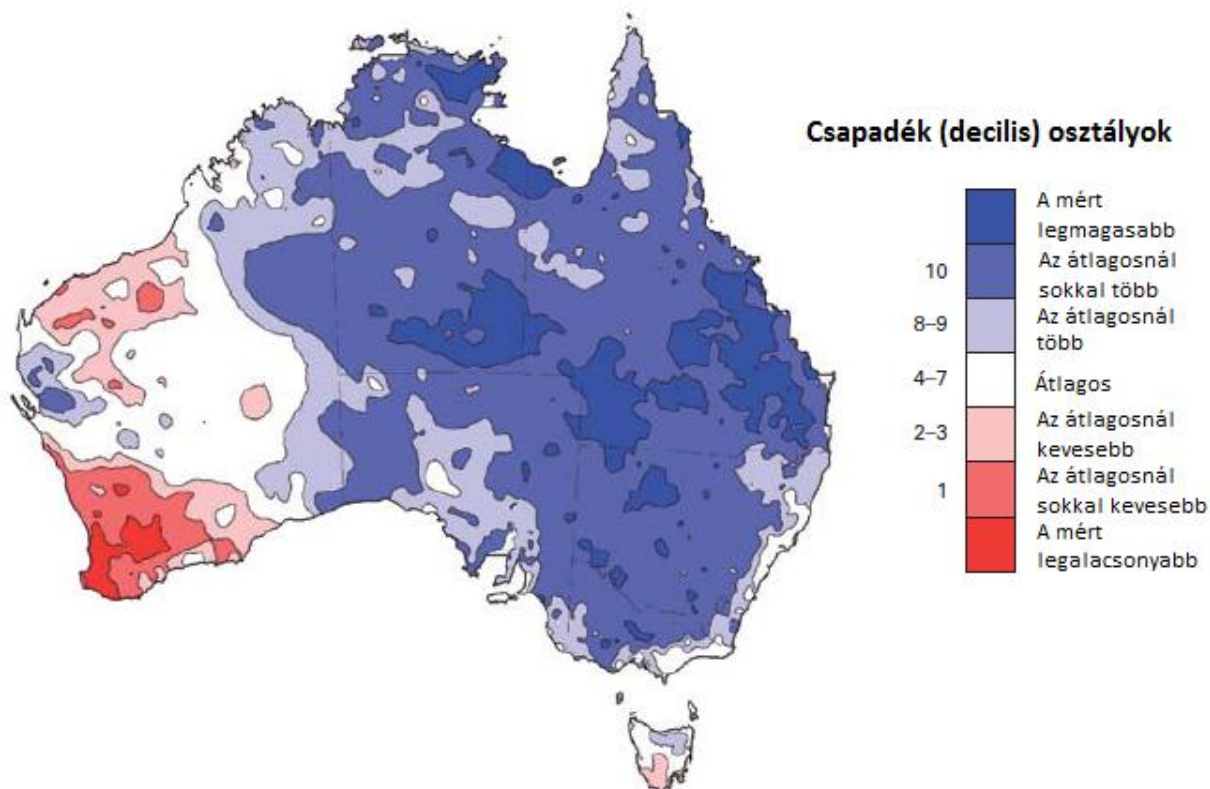 Csapadék (decilis) osztályok
A mért
legmagasabb
10
Az átlagosnál
sokkal több
8–9
Az átlagosnál
több
4–7
Átlagos
2–3
Az átlagosnál
kevesebb
1
Az átlagosnál
sokkal kevesebb
A mért
legalacsonyabb